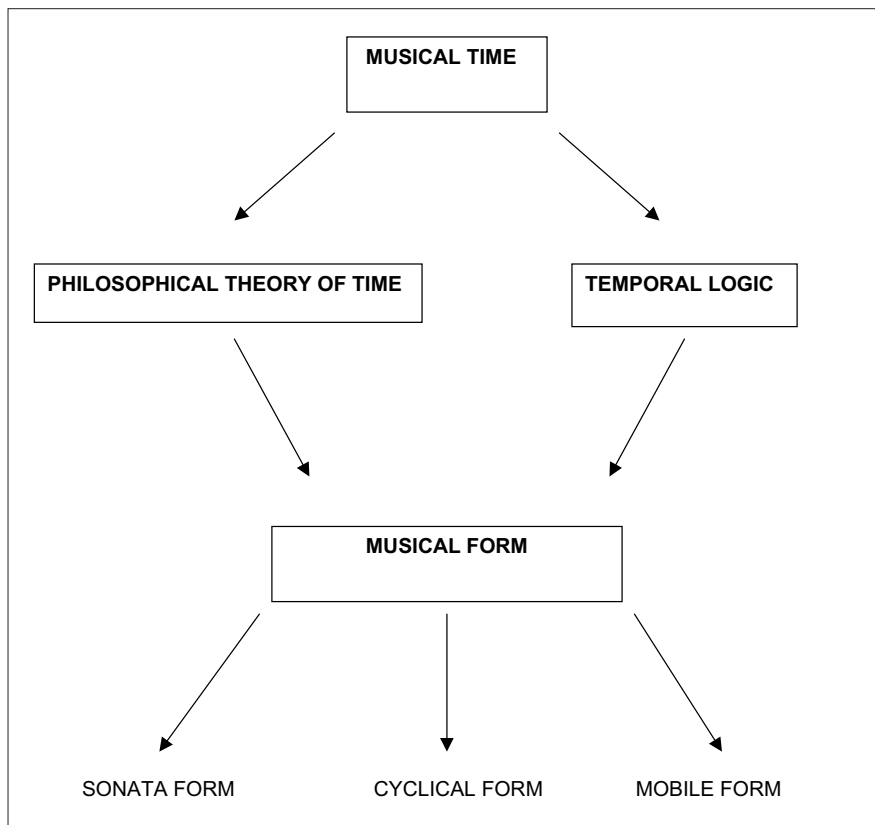 MUSICAL TIME
PHILOSOPHICAL THEORY OF TIME
TEMPORAL LOGIC
MUSICAL FORM
SONATA FORM
CYCLICAL FORM
MOBILE FORM